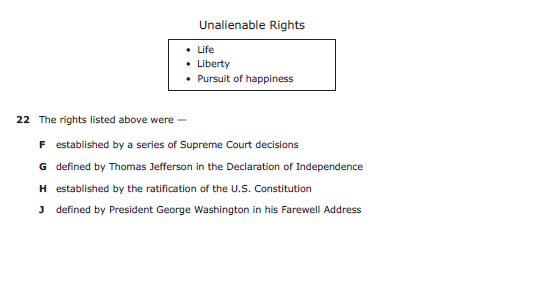 Unalienable Rights
• Life
• Liberty
• Pursuit of happiness
22 The rights listed above were —
F established by a series of Supreme Court decisions
G defined by Thomas Jefferson in the Declaration of Independence
H established by the ratification of the U.S. Constitution
J defined by President George Washington in his Farewell Address